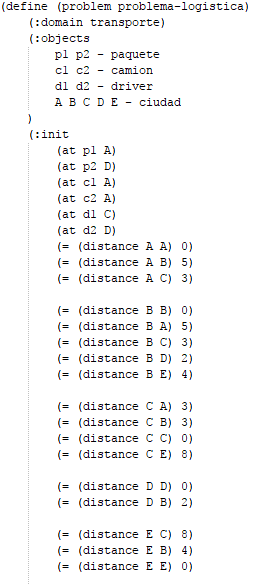 (define (problem problema-logistica)
(:domain transporte)
(:objects
p1 p2 - paquete
c1 c2 - camion
d1 d2 - driver
A B C D E - ciudad
)
(:init
(at p1 A)
(at p2 D)
(at c1 A)
(at c2 A)
(at d1 C)
(at d2 D)
(= (distance A A) 0)
(= (distance A B) 5)
(= (distance A C) 3)
(= (distance B B) 0)
(= (distance B A) 5)
(= (distance B C) 3)
(= (distance B D) 2)
(= (distance B E) 4)
(= (distance C A) 3)
(= (distance C B) 3)
(= (distance C C) 0)
(= (distance C E) 8)
(= (distance D D) 0)
(= (distance D B) 2)
(= (distance E C) 8)
(= (distance E B) 4)
(= (distance E E) 0)